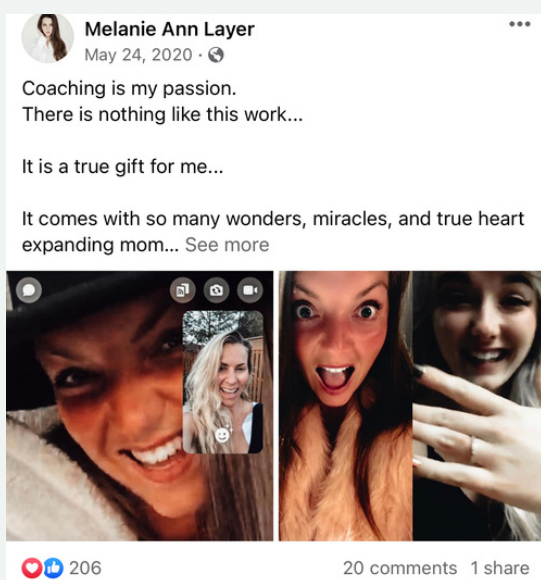 Melanie Ann Layer
May 24, 2020 ·
Coaching is my passion.
There is nothing like this work...
It is a true gift for me...
It comes with so many wonders, miracles, and true heart
expanding mom... See more
206
20 comments 1 share